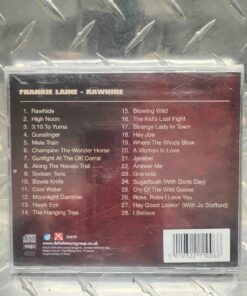 FRANKIE LAINE - RAWHIDE
1. Rawhide
2. High Noon
3. 3:10 To Yuma
4. Gunslinger
5. Mule Train
6. Champion The Wonder Horse
7. Gunfight At The OK Corral
8. Along the Navajo Trail
9. Sixteen Tons
10. Bowie Knife
11. Cool Water
12. Moonlight Gambler
13. Hawk Eye
14. The Hanging Tree
15. Blowing Wild
16. The Kid's Last Fight
17. Strange Lady In Town
18. Hey Joe
19. Where The Winds Blow
20. A Woman In Love
21. Jezebel
22. Answer Me
23. Granada
24. Sugarbush (With Doris Day)
25. Cry Of The Wild Goose
26. Rose, Rose I Love You
27. Hey Good Lookin' (With Jo Stafford)
28. I Believe